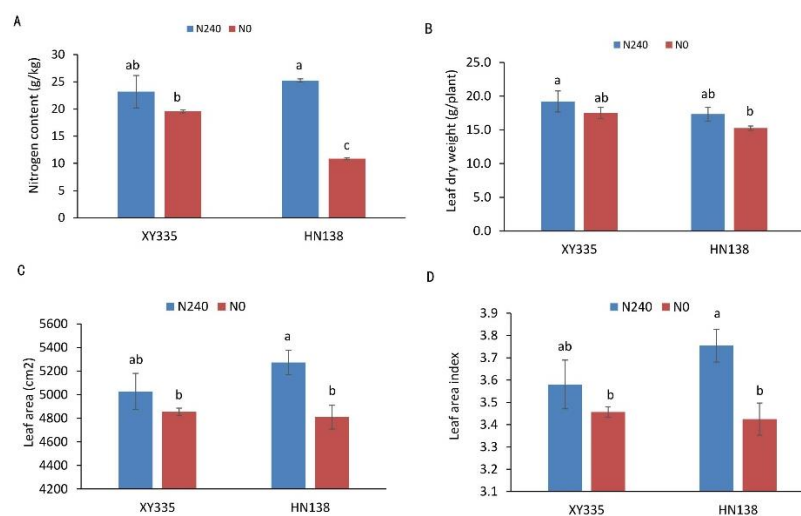 A
N240 N0
Nitrogen content (g/kg)
30
25
20
15
10
5
0
ab
b
a
c
XY335 HN138
B
N240 N0
Leaf dry weight (g/plant)
25.0
20.0
15.0
10.0
5.0
0.0
a
ab
ab
b
XY335 HN138
C
N240 N0
Leaf area (cm2)
5600
5400
5200
5000
4800
4600
4400
4200
ab
b
a
b
XY335 HN138
D
N240 N0
Leaf area index
3.9
3.8
3.7
3.6
3.5
3.4
3.3
3.2
3.1
ab
b
a
b
XY335 HN138